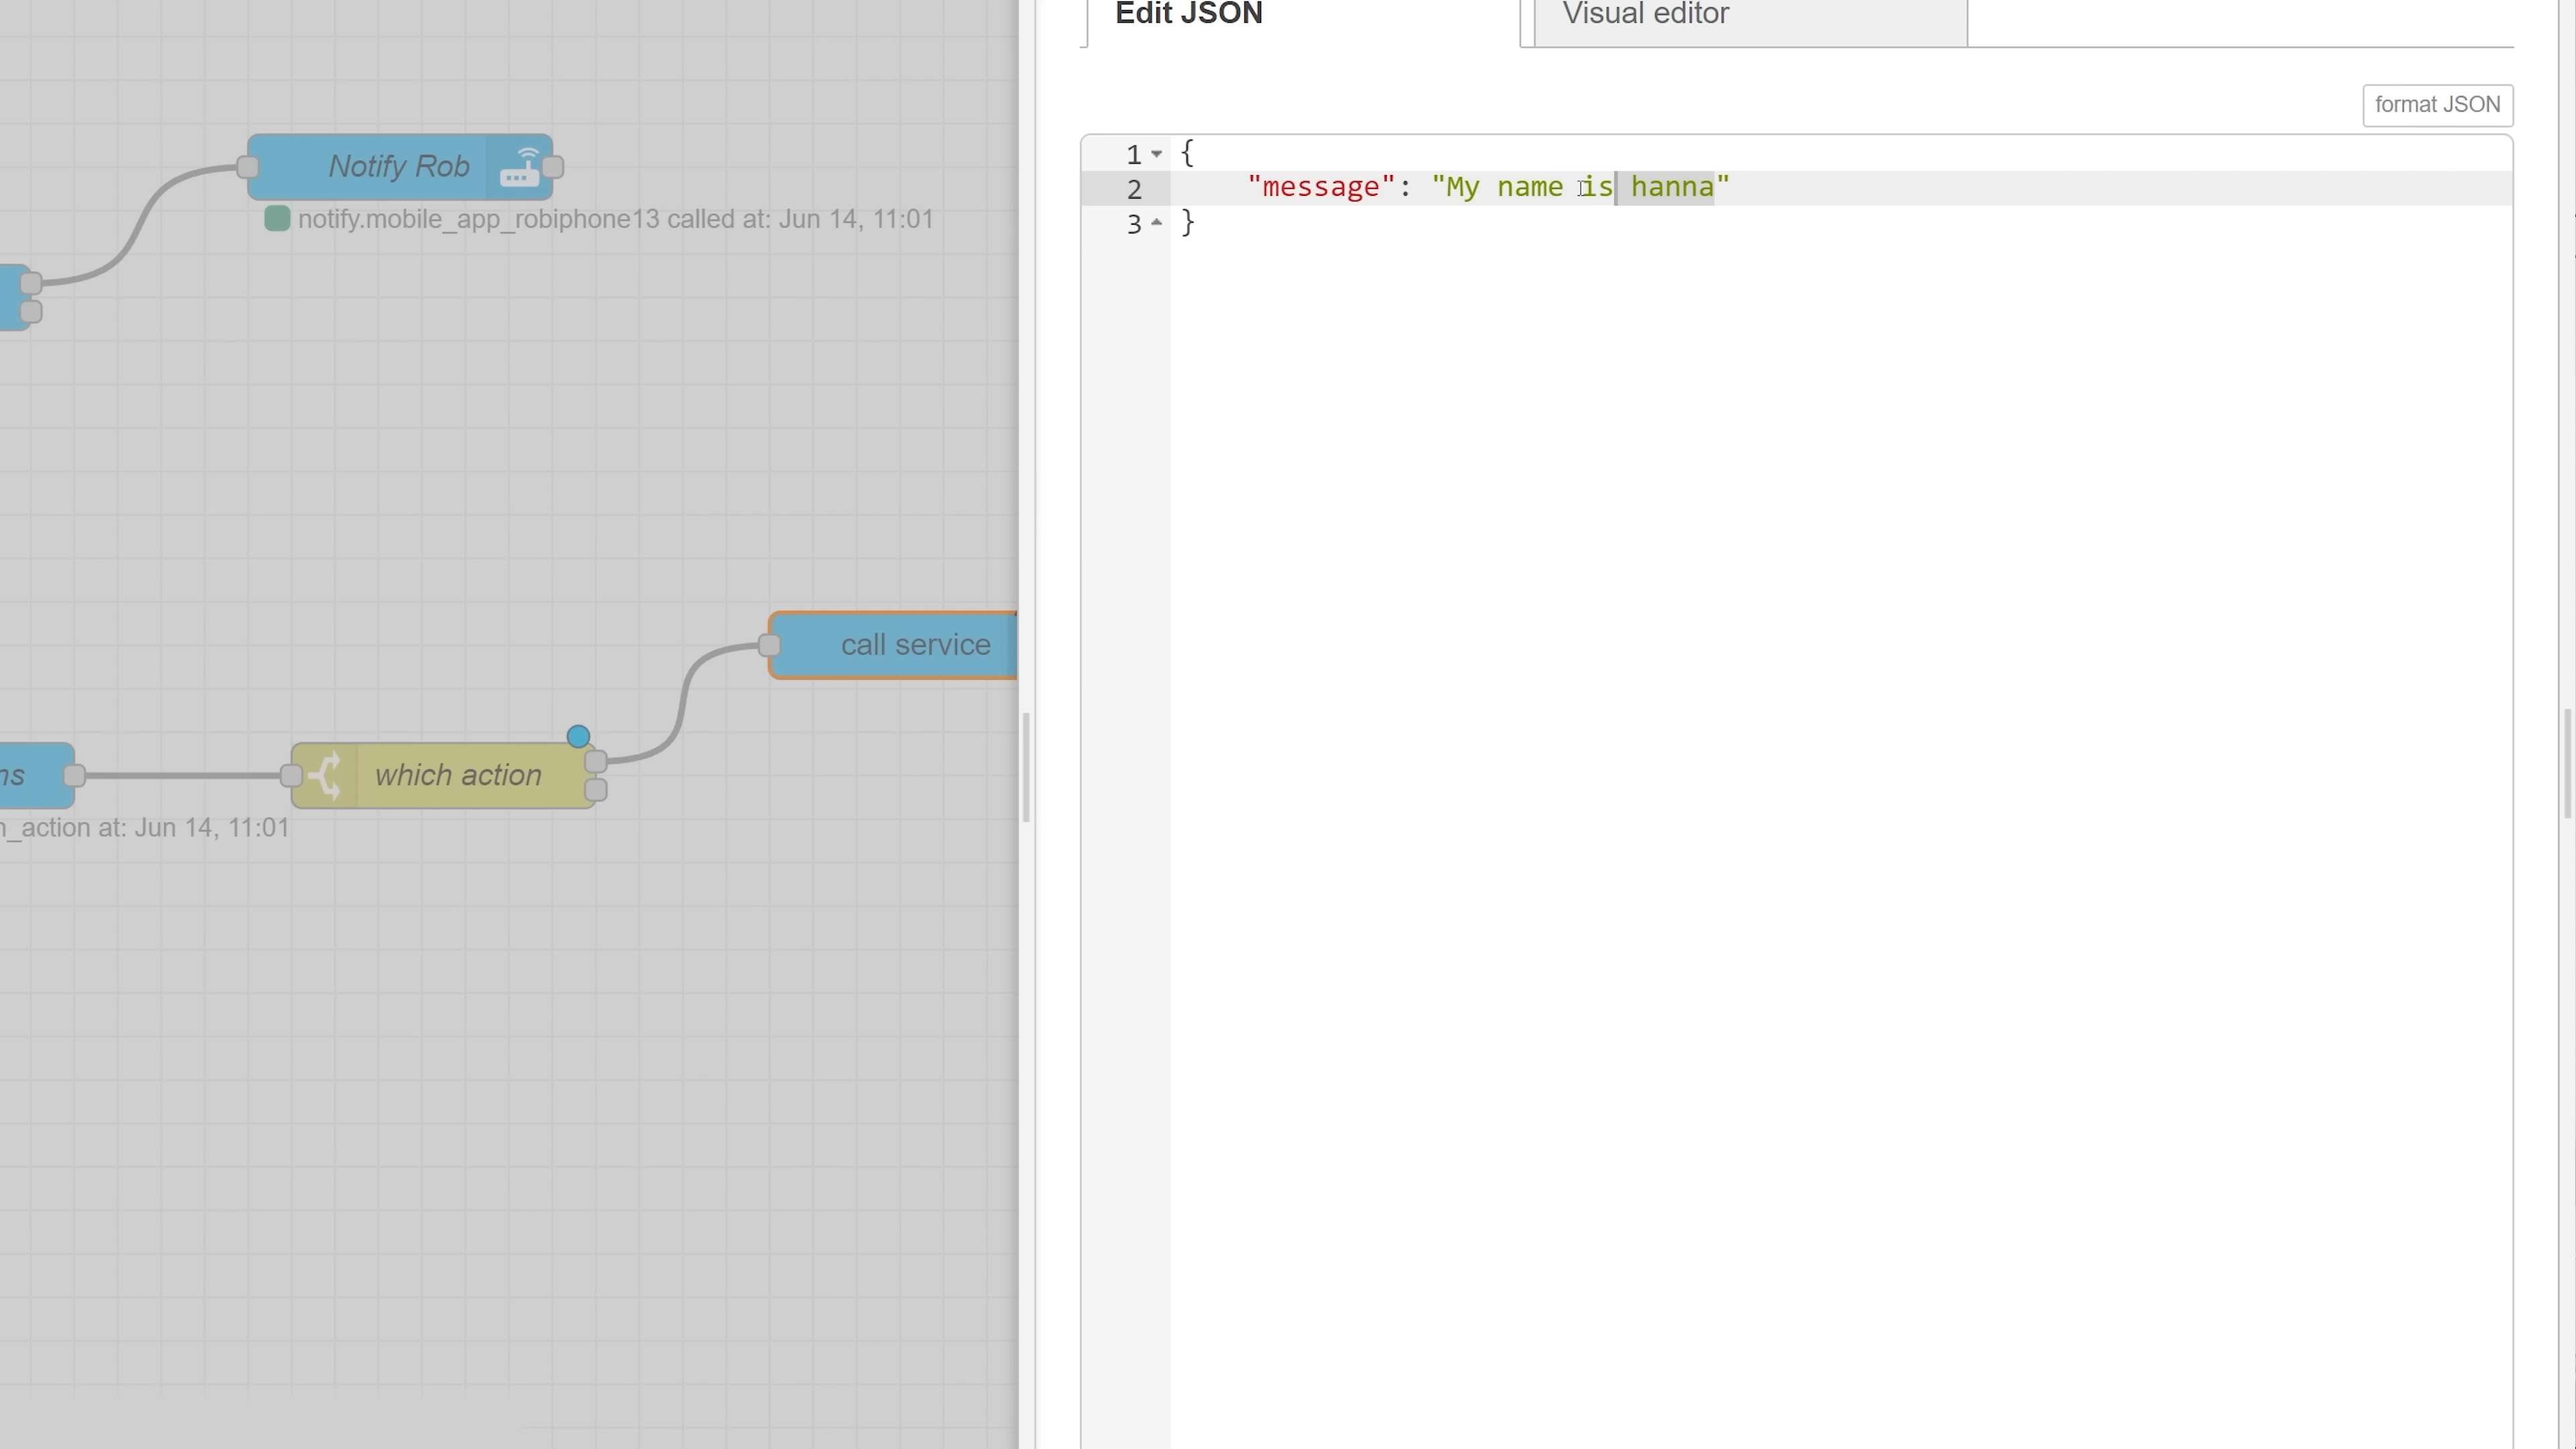 Edit JSON
Visual editor
format JSON
Notify Rob
notify.mobile_app_robiphone13 called at: Jun 14, 11:01
1 {
2 "message": "My name is hanna"
3 }
call service
ns
which action
n_action at: Jun 14, 11:01